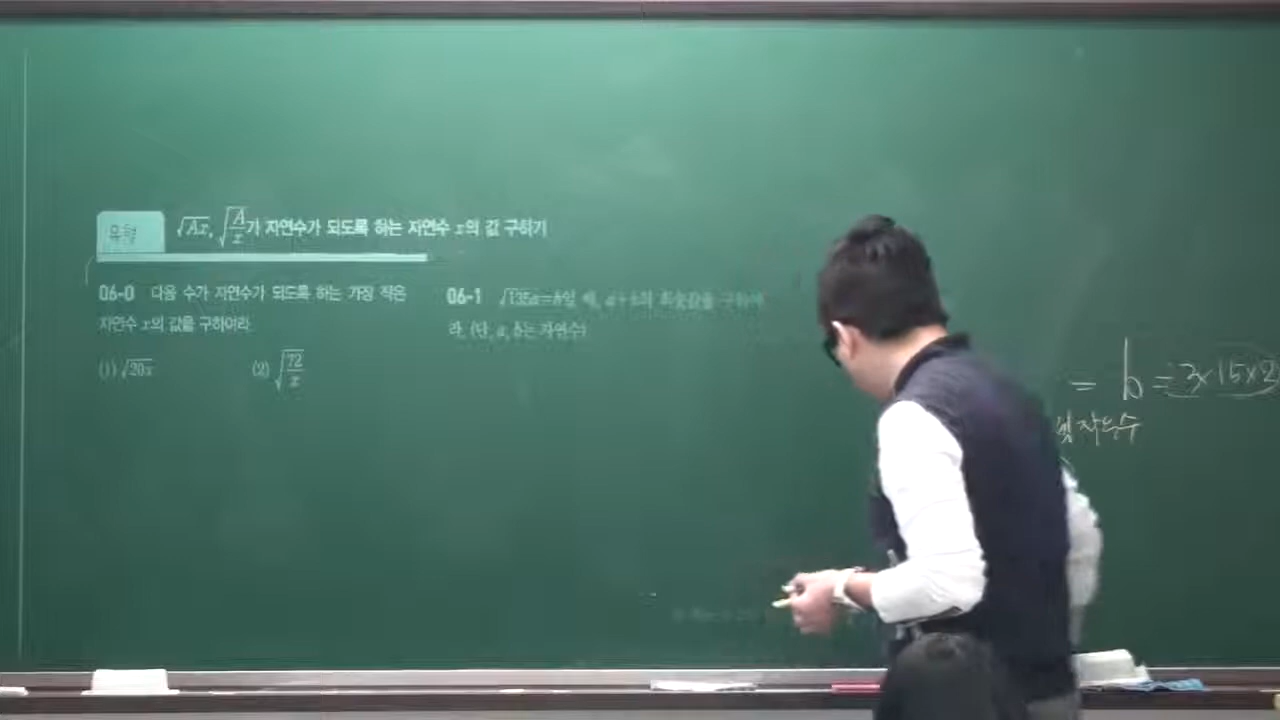 유형
√Ax, √(A/x)가 자연수가 되도록 하는 자연수 x의 값 구하기
06-0 다음 수가 자연수가 되도록 하는 가장 작은
자연수 x의 값을 구하여라.
(1) √20x (2) √(72/x)
06-1 √135a=b일 때, a+b의 최솟값을 구하여
라. (단, a, b는 자연수)
= b = 3×15×2